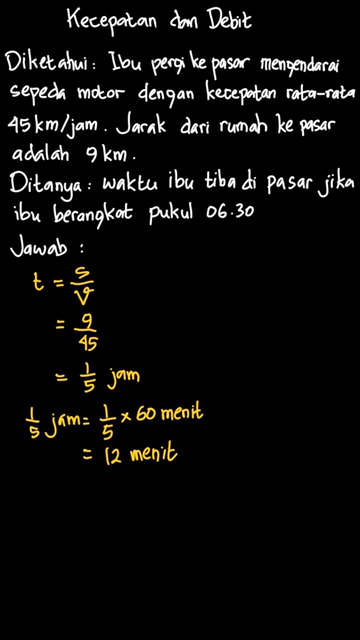 Kecepatan dan Debit
Diketahui : Ibu pergi ke pasar mengendarai
sepeda motor dengan kecepatan rata-rata
45 km/jam. Jarak dari rumah ke pasar
adalah 9 km.
Ditanya : waktu ibu tiba di pasar jika
ibu berangkat pukul 06.30
Jawab :
t = s/v
= 9/45
= 1/5 jam
1/5 jam = 1/5 × 60 menit
= 12 menit